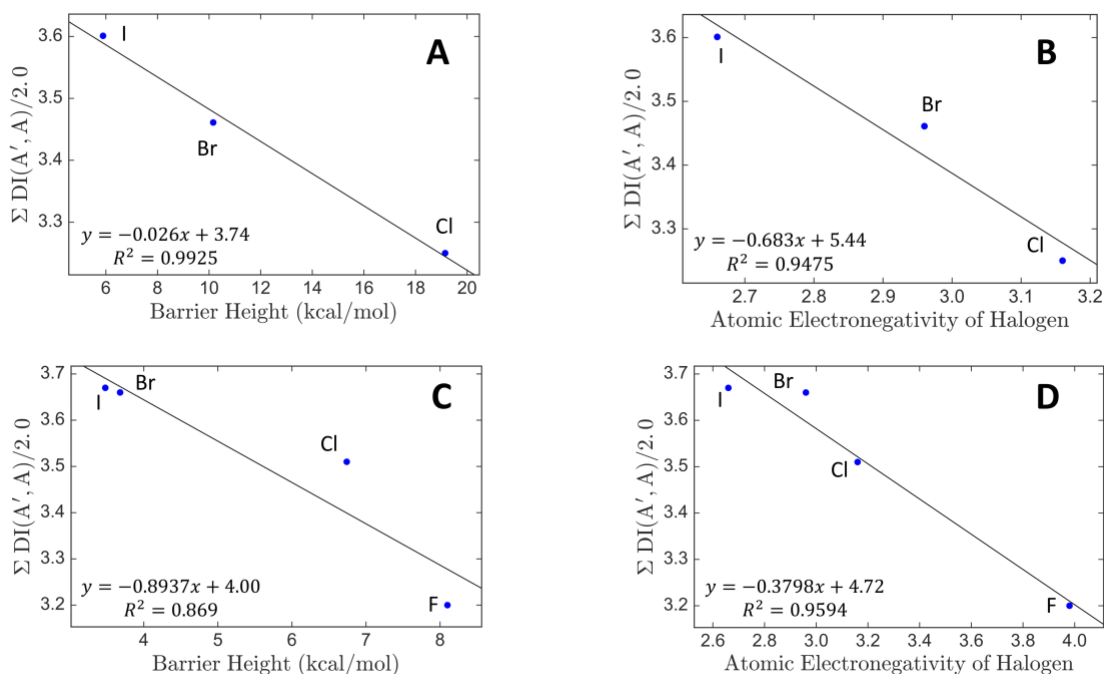 A
Σ DI(A′, A)/2.0
3.6
3.5
3.4
3.3
I
Br
Cl
y = −0.026x + 3.74
R² = 0.9925
6 8 10 12 14 16 18 20
Barrier Height (kcal/mol)
B
Σ DI(A′, A)/2.0
3.6
3.5
3.4
3.3
I
Br
Cl
y = −0.683x + 5.44
R² = 0.9475
2.7 2.8 2.9 3.0 3.1 3.2
Atomic Electronegativity of Halogen
C
Σ DI(A′, A)/2.0
3.7
3.6
3.5
3.4
3.3
3.2
I
Br
Cl
F
y = −0.8937x + 4.00
R² = 0.869
4 5 6 7 8
Barrier Height (kcal/mol)
D
Σ DI(A′, A)/2.0
3.7
3.6
3.5
3.4
3.3
3.2
I
Br
Cl
F
y = −0.3798x + 4.72
R² = 0.9594
2.6 2.8 3.0 3.2 3.4 3.6 3.8 4.0
Atomic Electronegativity of Halogen